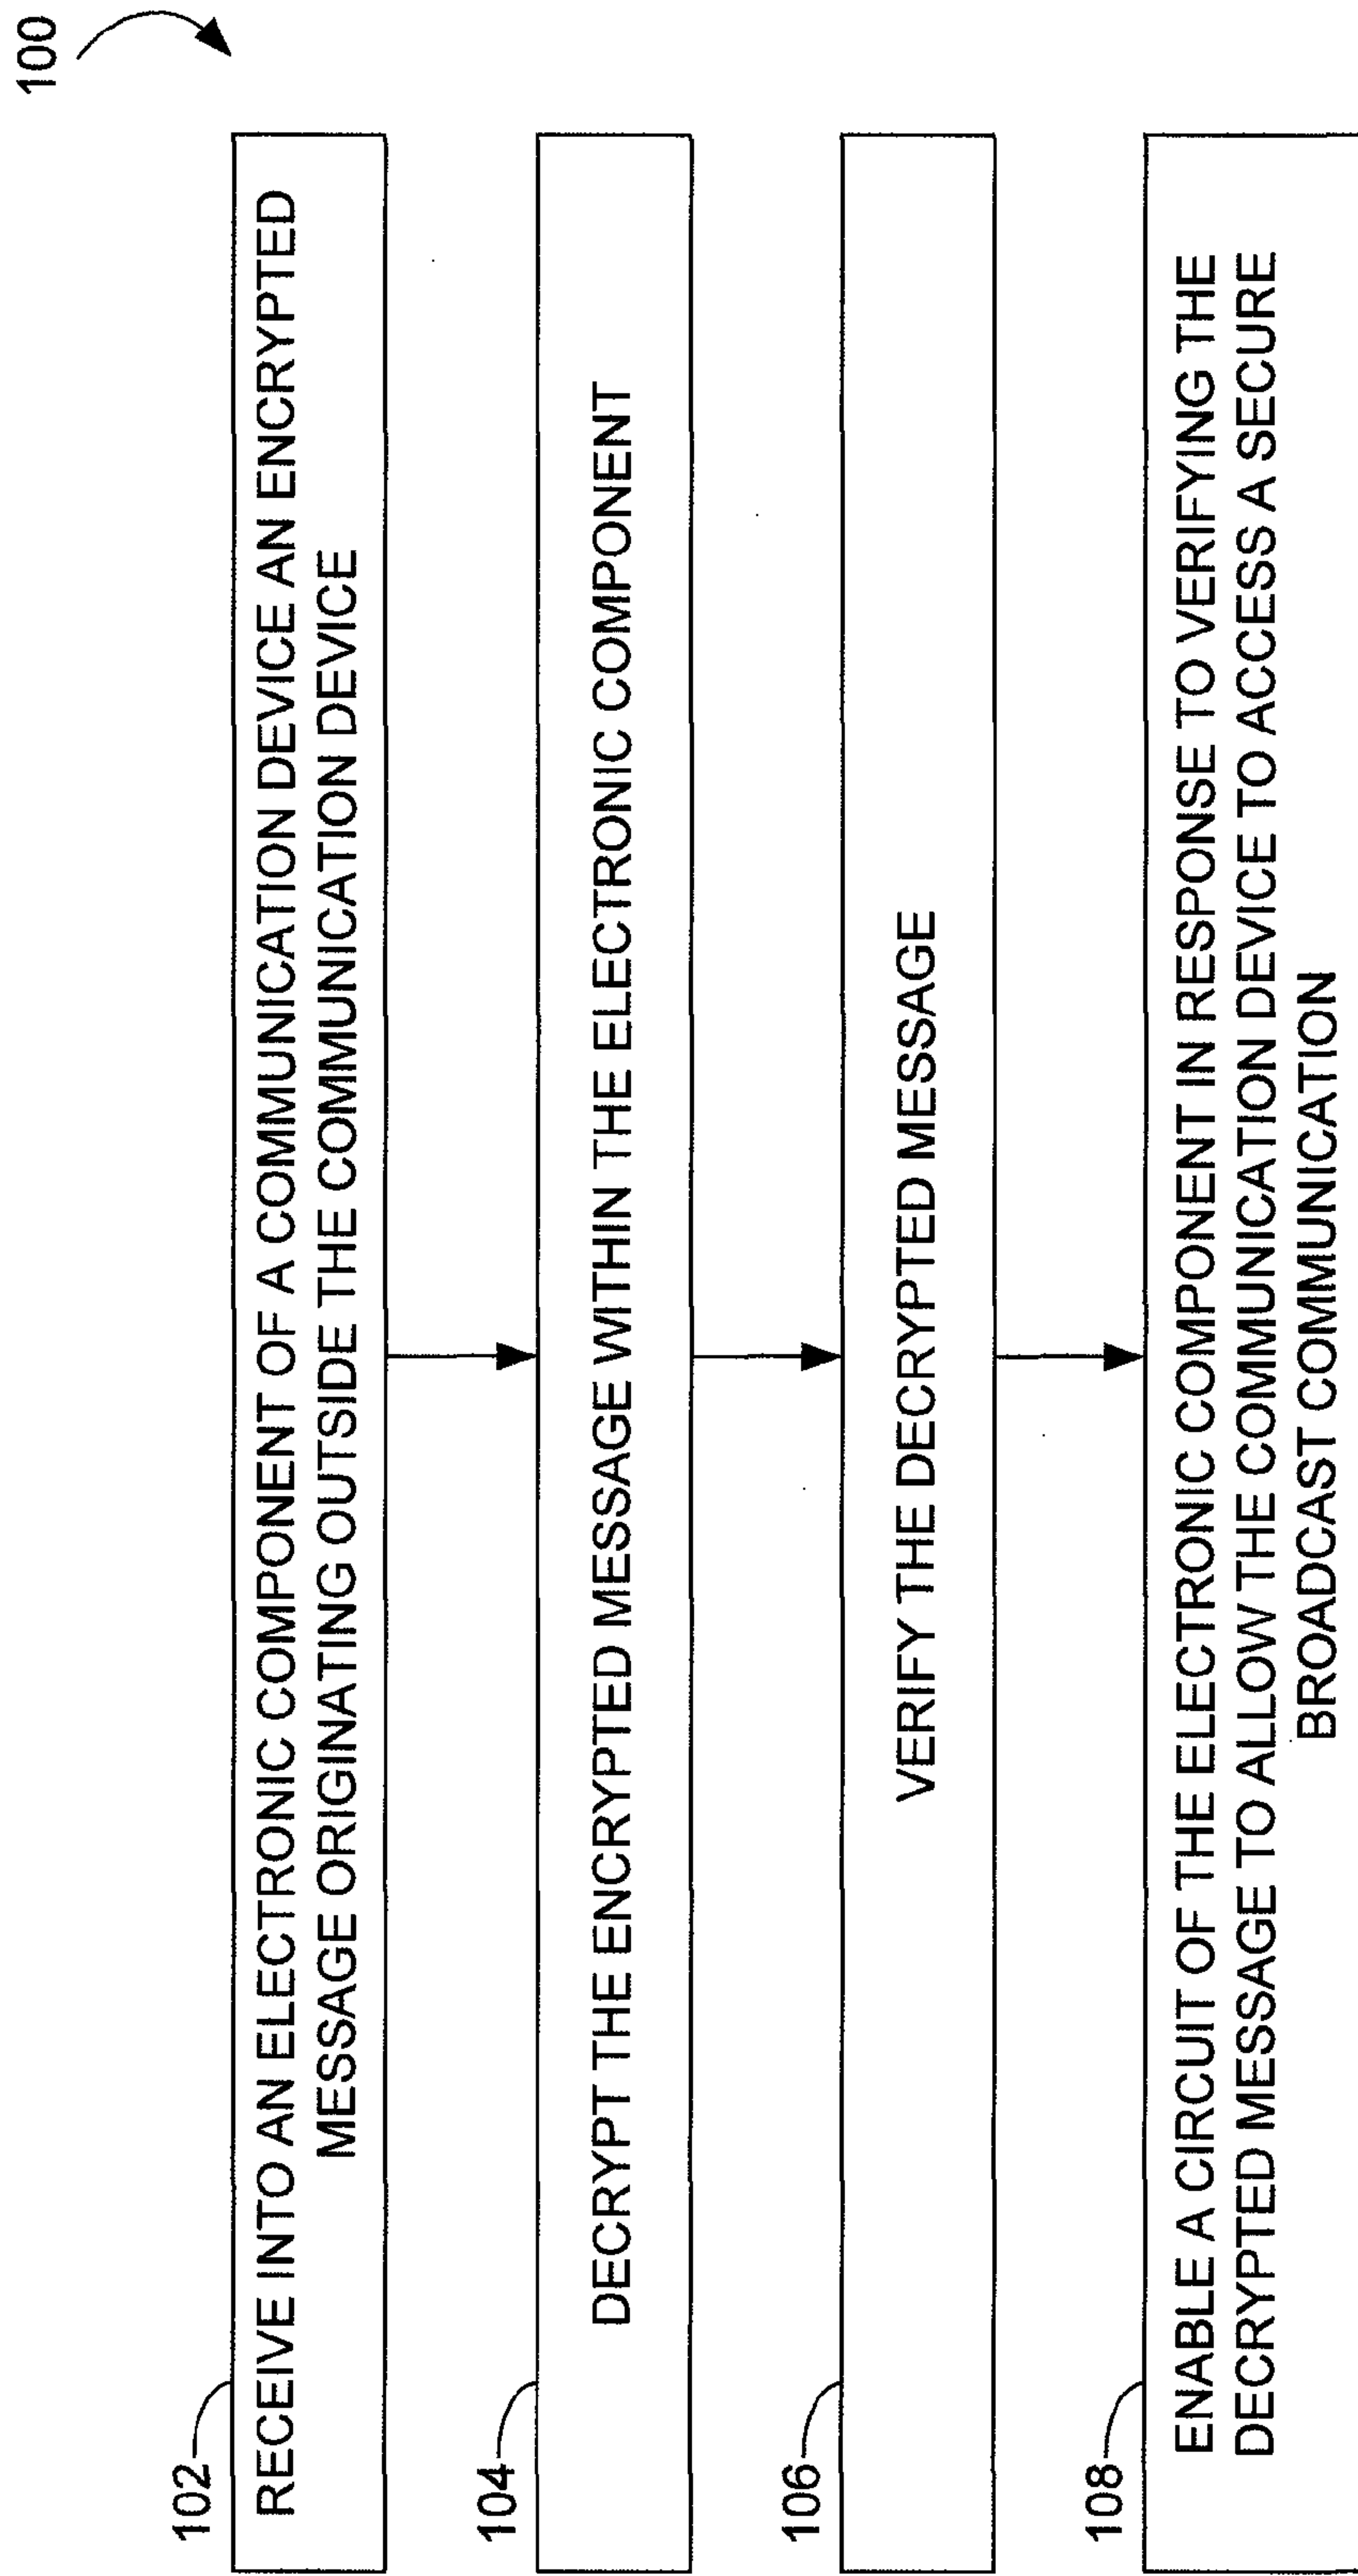 100
102
RECEIVE INTO AN ELECTRONIC COMPONENT OF A COMMUNICATION DEVICE AN ENCRYPTED
MESSAGE ORIGINATING OUTSIDE THE COMMUNICATION DEVICE
104
DECRYPT THE ENCRYPTED MESSAGE WITHIN THE ELECTRONIC COMPONENT
106
VERIFY THE DECRYPTED MESSAGE
108
ENABLE A CIRCUIT OF THE ELECTRONIC COMPONENT IN RESPONSE TO VERIFYING THE
DECRYPTED MESSAGE TO ALLOW THE COMMUNICATION DEVICE TO ACCESS A SECURE
BROADCAST COMMUNICATION